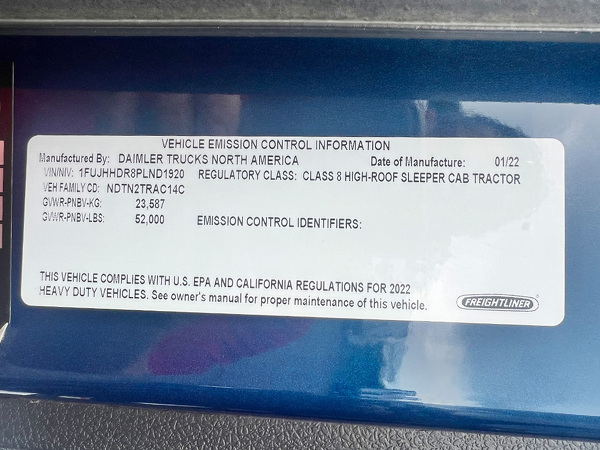 VEHICLE EMISSION CONTROL INFORMATION
Manufactured By: DAIMLER TRUCKS NORTH AMERICA Date of Manufacture: 01/22
VIN/NIV: 1FUJHHDR8PLND1920 REGULATORY CLASS: CLASS 8 HIGH-ROOF SLEEPER CAB TRACTOR
VEH FAMILY CD: NDTN2TRAC14C
GVWR-PNBV-KG: 23,587
GVWR-PNBV-LBS: 52,000 EMISSION CONTROL IDENTIFIERS:
THIS VEHICLE COMPLIES WITH U.S. EPA AND CALIFORNIA REGULATIONS FOR 2022
HEAVY DUTY VEHICLES. See owner's manual for proper maintenance of this vehicle.
FREIGHTLINER